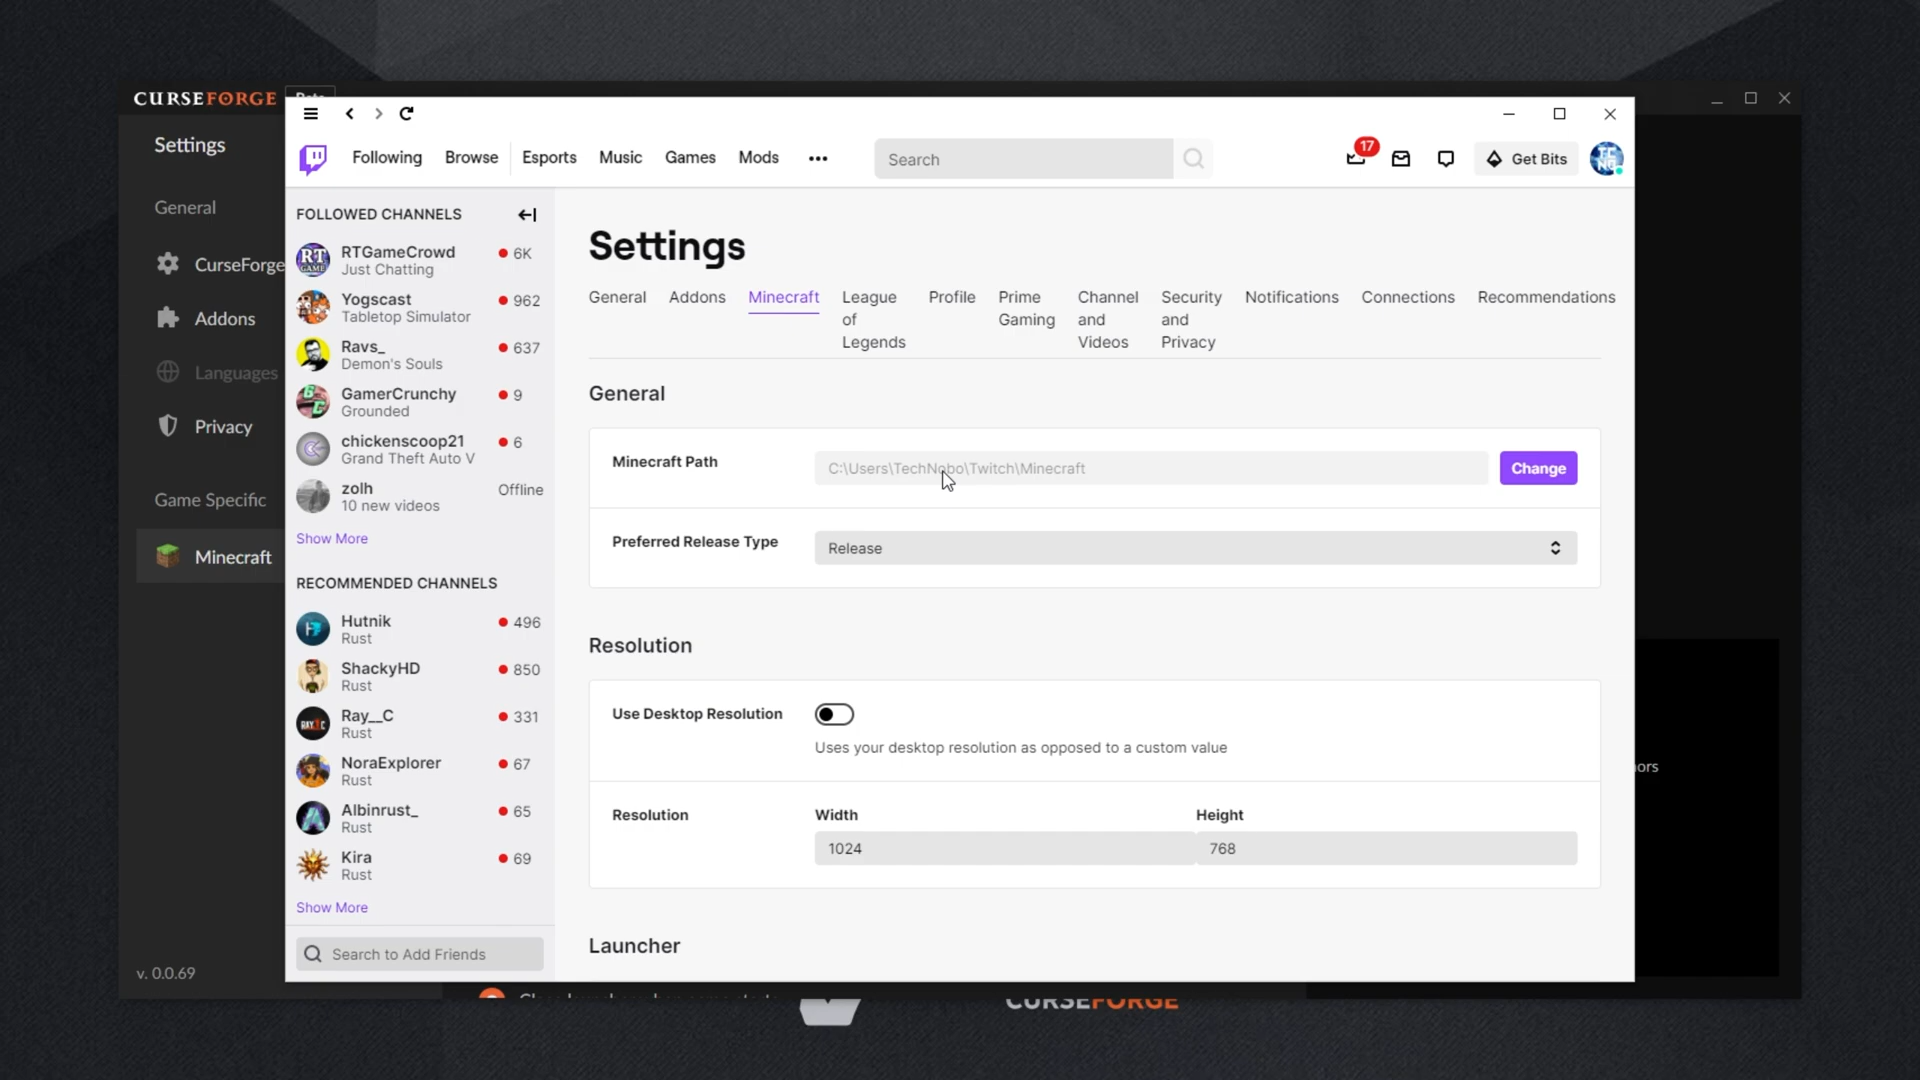 CURSEFORGE
Settings
General
CurseForge
Addons
Languages
Privacy
Game Specific
Minecraft
v. 0.0.69
Following Browse Esports Music Games Mods
Search
17
Get Bits
FOLLOWED CHANNELS
RTGameCrowd 6K
Just Chatting
Yogscast 962
Tabletop Simulator
Ravs_ 637
Demon's Souls
GamerCrunchy 9
Grounded
chickenscoop21 6
Grand Theft Auto V
zolh Offline
10 new videos
Show More
RECOMMENDED CHANNELS
Hutnik 496
Rust
ShackyHD 850
Rust
Ray__C 331
Rust
NoraExplorer 67
Rust
Albinrust_ 65
Rust
Kira 69
Rust
Show More
Search to Add Friends
Settings
General Addons Minecraft League of Legends Profile Prime Gaming Channel and Videos Security and Privacy Notifications Connections Recommendations
General
Minecraft Path C:\Users\TechNobo\Twitch\Minecraft Change
Preferred Release Type Release
Resolution
Use Desktop Resolution
Uses your desktop resolution as opposed to a custom value
Resolution Width Height
1024 768
Launcher
CURSEFORGE